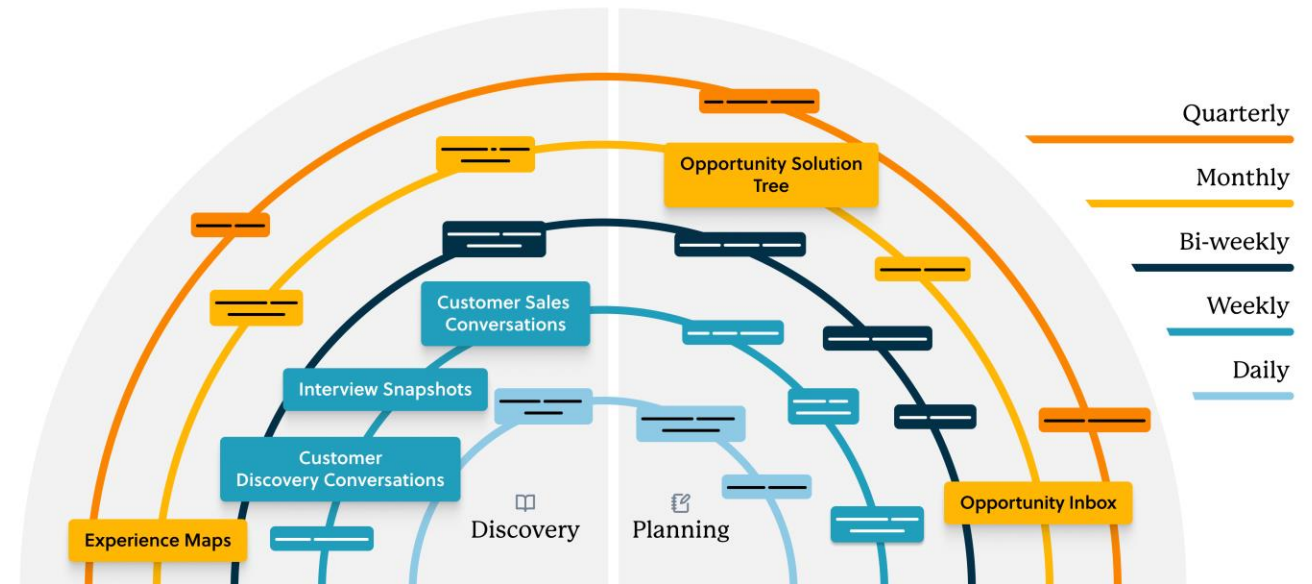 Quarterly
Opportunity Solution
Tree
Monthly
Bi-weekly
Customer Sales
Conversations
Weekly
Interview Snapshots
Daily
Customer
Discovery Conversations
Discovery
Planning
Opportunity Inbox
Experience Maps